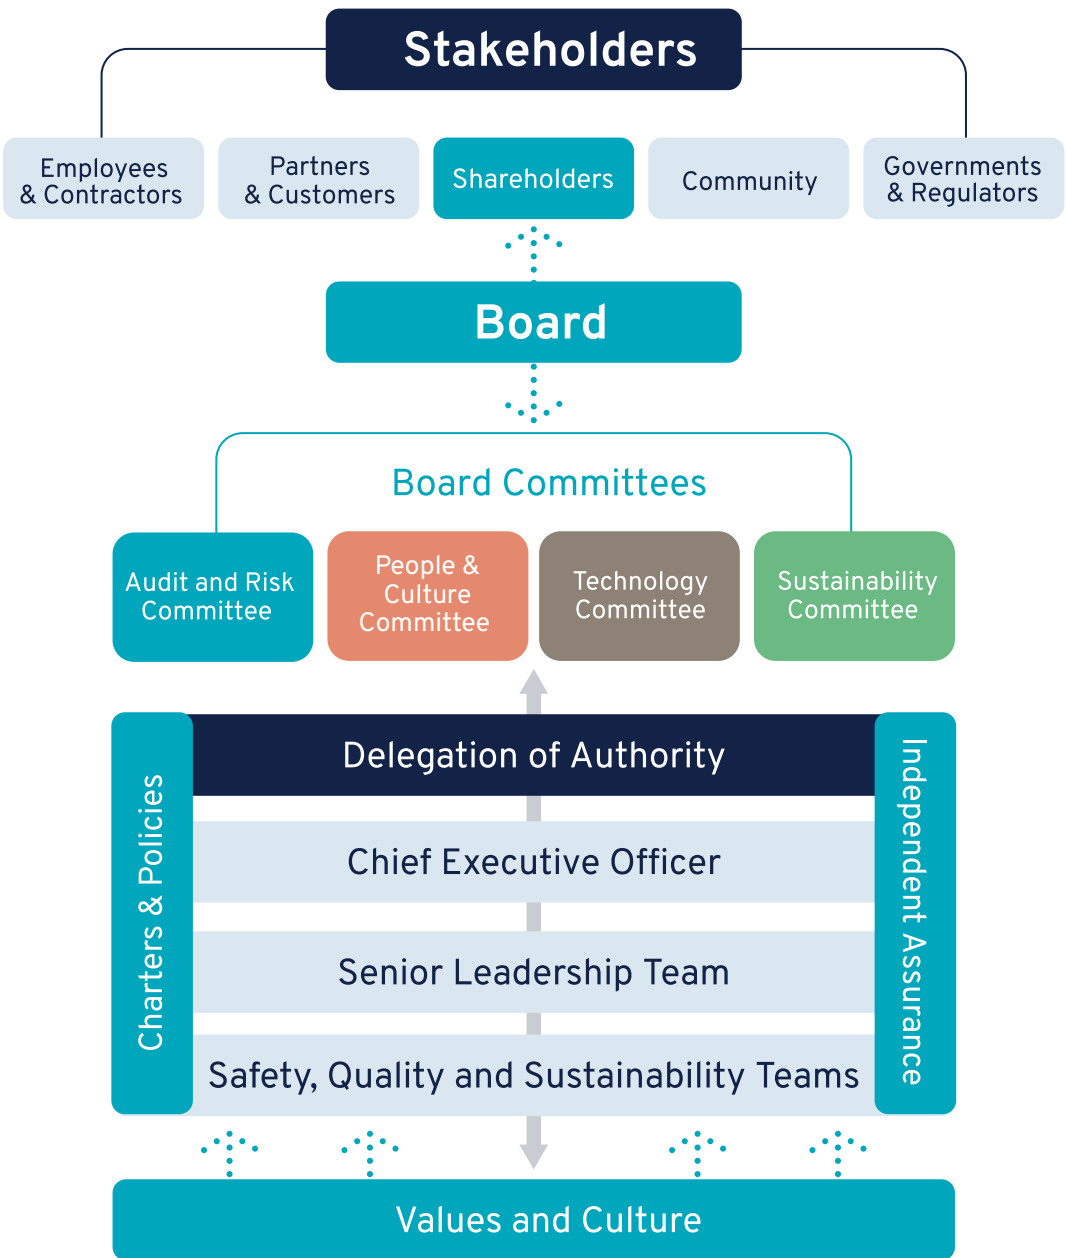 Stakeholders
Employees
& Contractors
Partners
& Customers
Shareholders
Community
Governments
& Regulators
Board
Board Committees
Audit and Risk
Committee
People &
Culture
Committee
Technology
Committee
Sustainability
Committee
Charters & Policies
Delegation of Authority
Chief Executive Officer
Senior Leadership Team
Safety, Quality and Sustainability Teams
Independent Assurance
Values and Culture